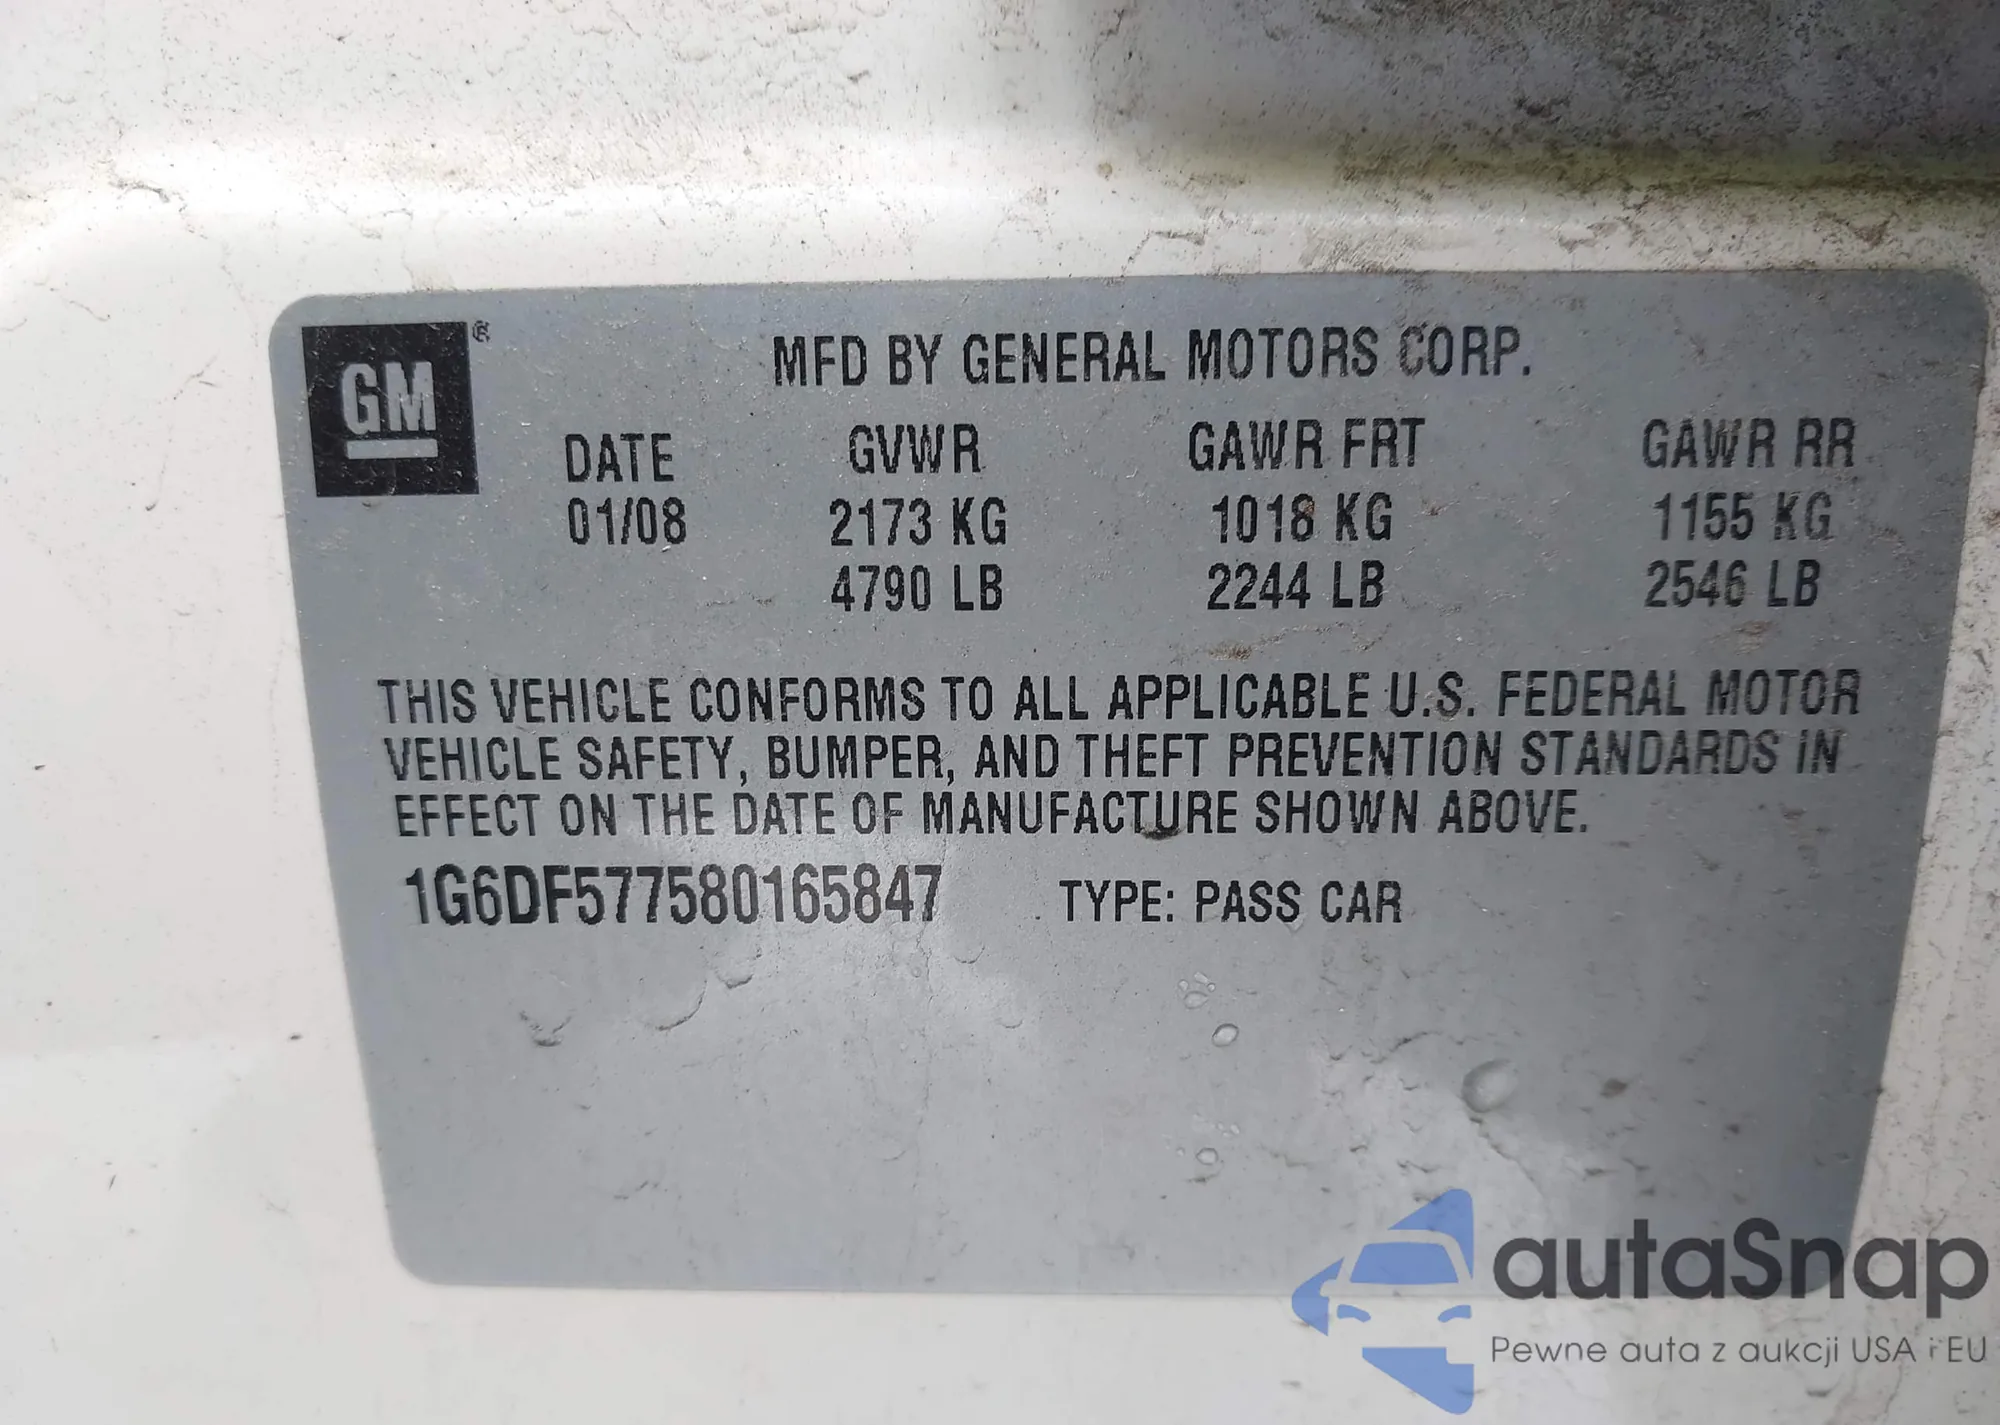 GM ®
MFD BY GENERAL MOTORS CORP.
DATE GVWR GAWR FRT GAWR RR
01/08 2173 KG 1018 KG 1155 KG
4790 LB 2244 LB 2546 LB
THIS VEHICLE CONFORMS TO ALL APPLICABLE U.S. FEDERAL MOTOR
VEHICLE SAFETY, BUMPER, AND THEFT PREVENTION STANDARDS IN
EFFECT ON THE DATE OF MANUFACTURE SHOWN ABOVE.
1G6DF577580165847 TYPE: PASS CAR
autaSnap
Pewne auta z aukcji USA i EU